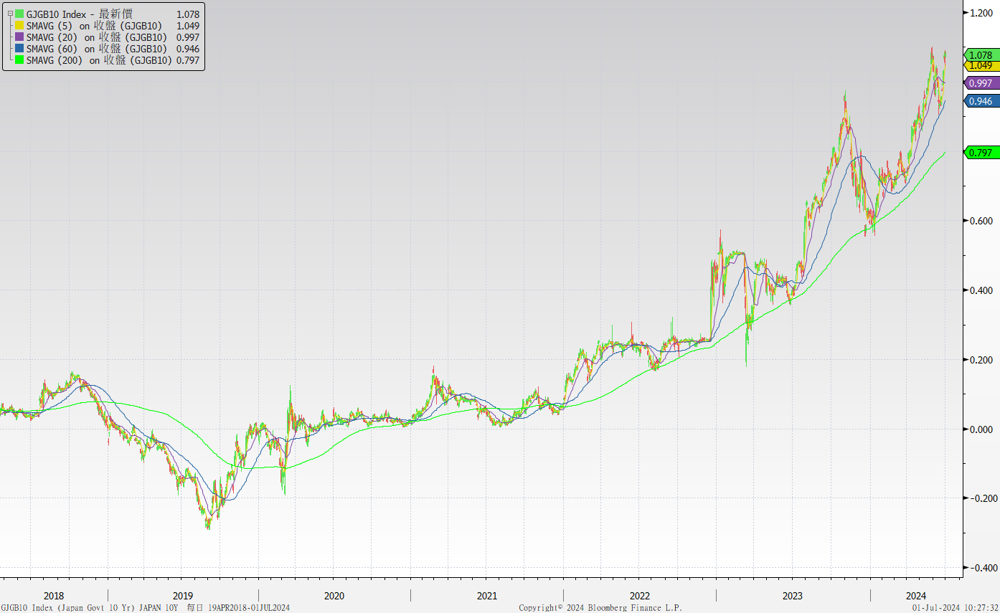 GJGB10 Index - 最新價 1.078
SMAVG (5) on 收盤 (GJGB10) 1.049
SMAVG (20) on 收盤 (GJGB10) 0.997
SMAVG (60) on 收盤 (GJGB10) 0.946
SMAVG (200) on 收盤 (GJGB10) 0.797
1.200
1.078
1.049
0.997
0.946
0.797
0.600
0.400
0.200
0.000
-0.200
-0.400
2018 2019 2020 2021 2022 2023 2024
GJGB10 Index (Japan Govt 10 Yr) JAPAN 10Y 每日 19APR2018-01JUL2024 Copyright© 2024 Bloomberg Finance L.P. 01-Jul-2024 10:27:32